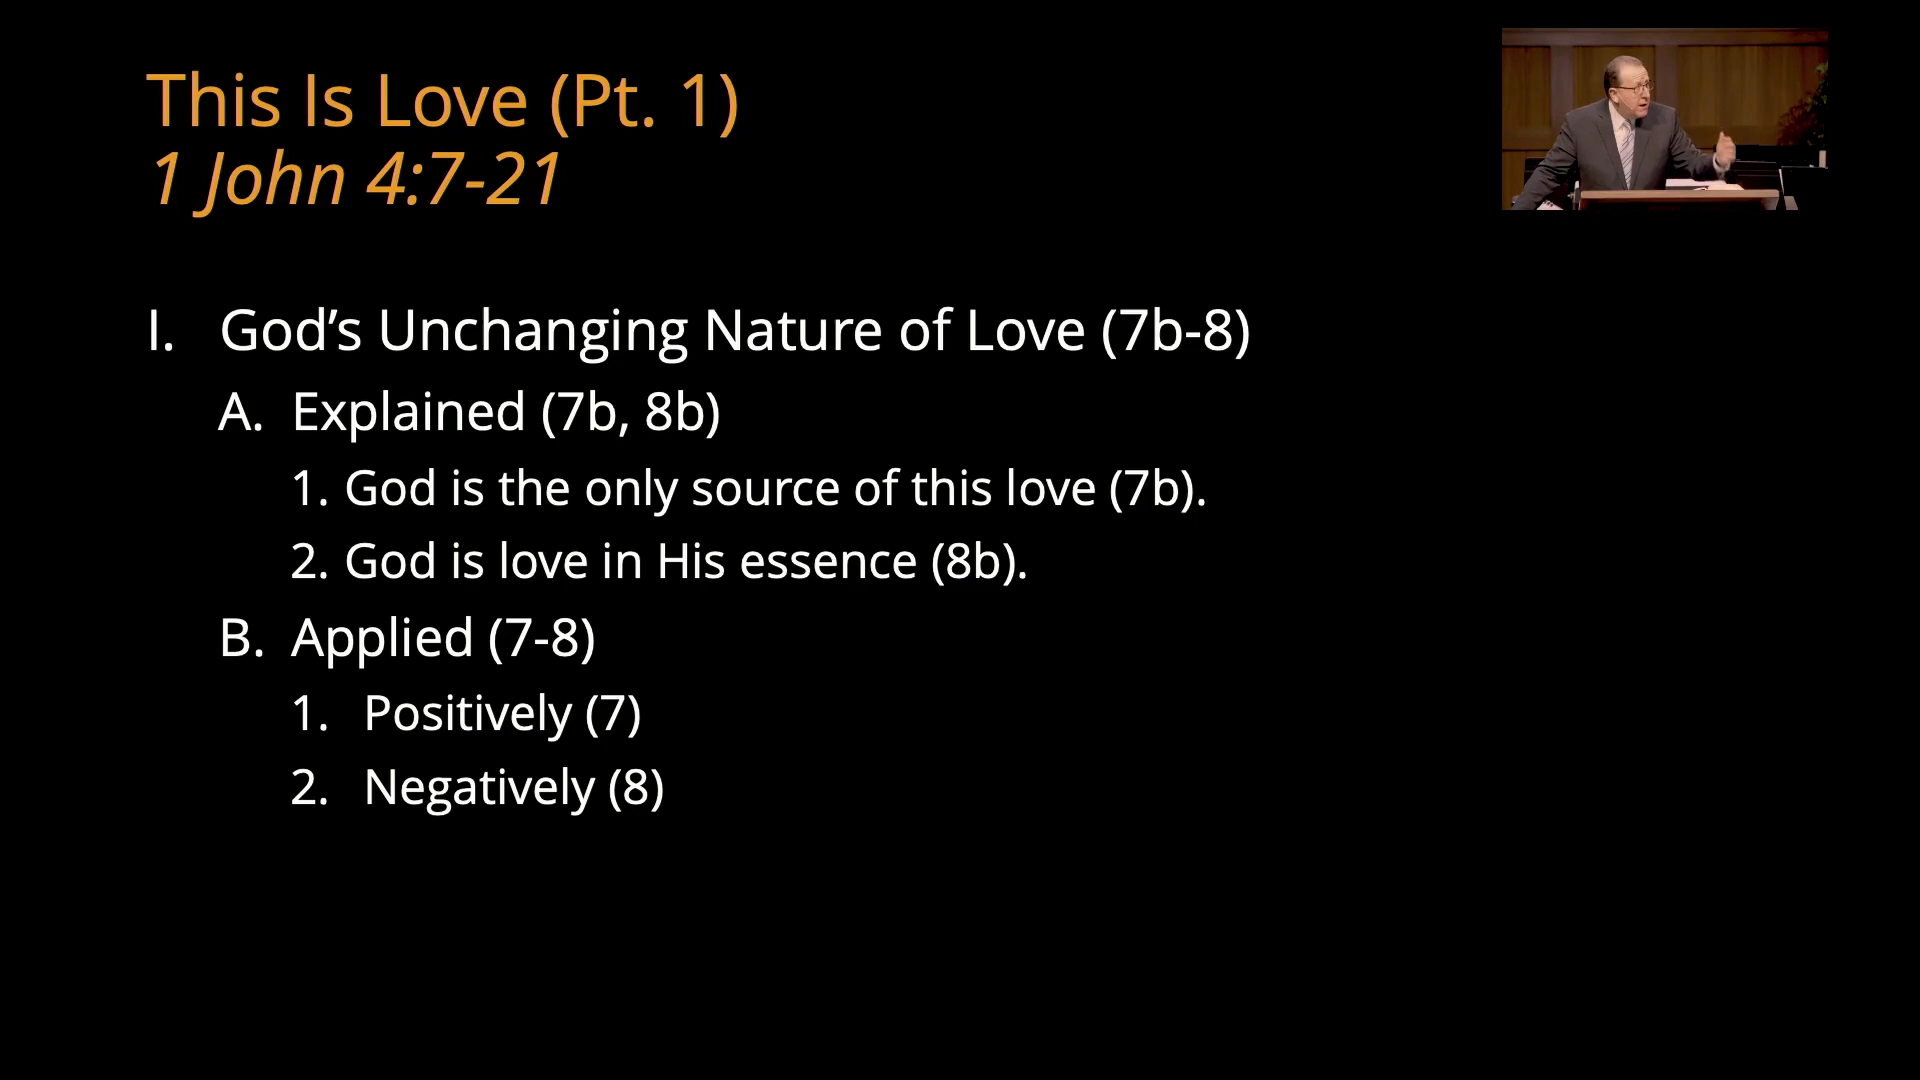 This Is Love (Pt. 1)
1 John 4:7-21
I. God’s Unchanging Nature of Love (7b-8)
A. Explained (7b, 8b)
1. God is the only source of this love (7b).
2. God is love in His essence (8b).
B. Applied (7-8)
1. Positively (7)
2. Negatively (8)